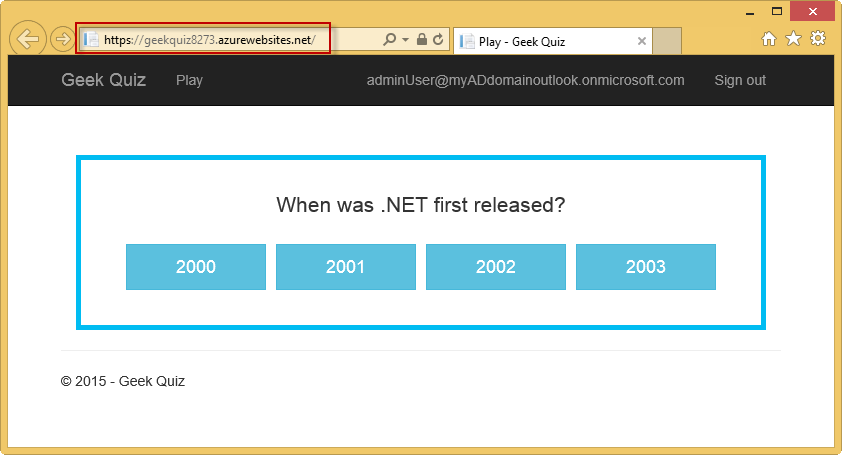 https://geekquiz8273.azurewebsites.net/
Play - Geek Quiz
Geek Quiz Play adminUser@myADdomainoutlook.onmicrosoft.com Sign out
When was .NET first released?
2000 2001 2002 2003
© 2015 - Geek Quiz